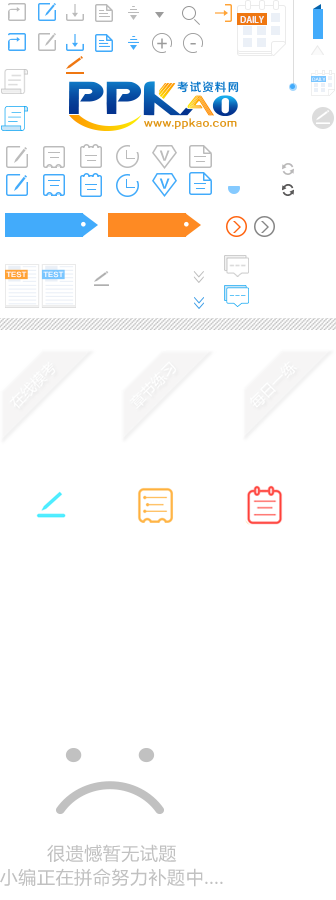 DAILY
DAILY
PPKAO 考试资料网
www.ppkao.com
V
V
TEST
TEST
在线模考
章节练习
每日一练
很遗憾暂无试题
小编正在拼命努力补题中....